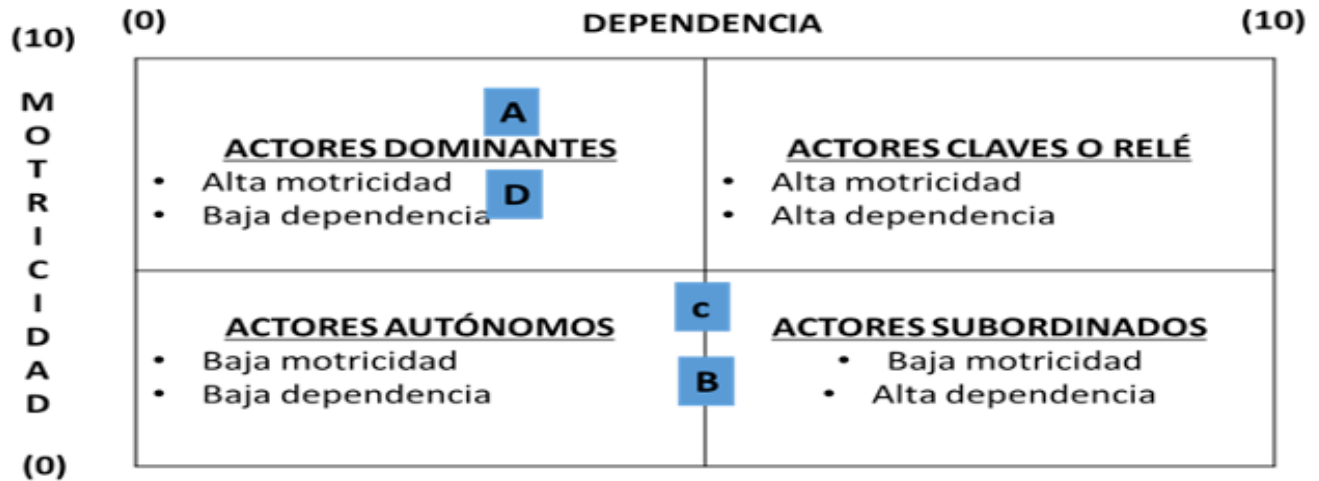 (0) DEPENDENCIA (10)
(10)
MOTRICIDAD
(0)
A
ACTORES DOMINANTES
• Alta motricidad
• Baja dependencia
D
ACTORES CLAVES O RELÉ
• Alta motricidad
• Alta dependencia
ACTORES AUTÓNOMOS
• Baja motricidad
• Baja dependencia
c
B
ACTORES SUBORDINADOS
• Baja motricidad
• Alta dependencia